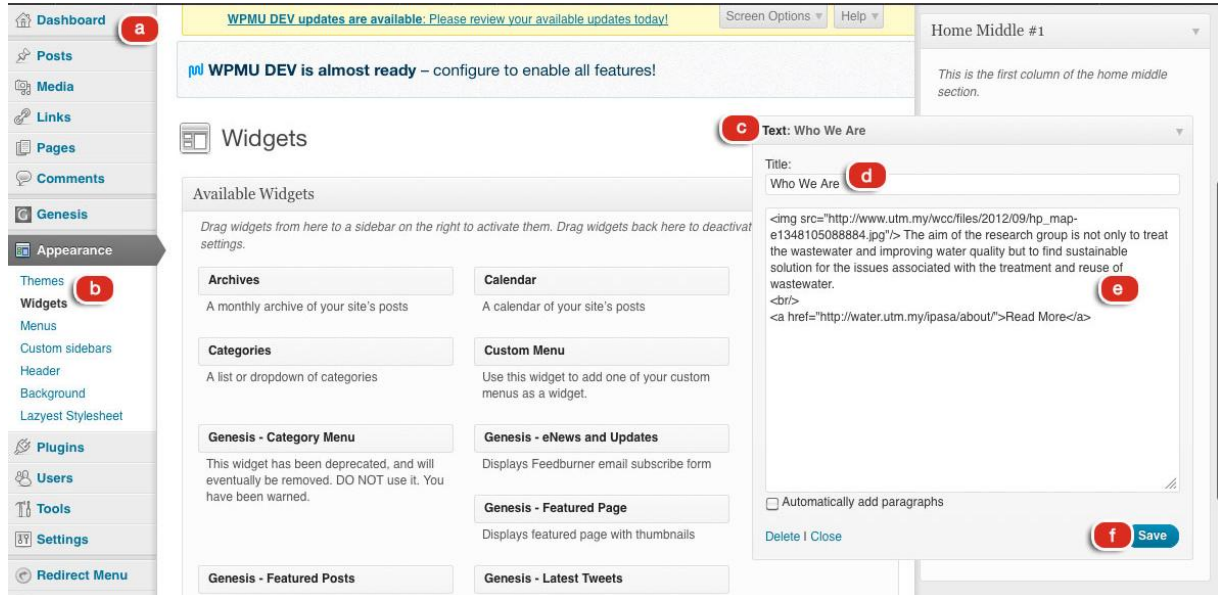 Dashboard
a
Posts
Media
Links
Pages
Comments
Genesis
Appearance
Themes
b
Widgets
Menus
Custom sidebars
Header
Background
Lazyest Stylesheet
Plugins
Users
Tools
Settings
Redirect Menu
WPMU DEV updates are available: Please review your available updates today!
Screen Options
Help
WPMU DEV is almost ready – configure to enable all features!
Widgets
Available Widgets
Drag widgets from here to a sidebar on the right to activate them. Drag widgets back here to deactivat
settings.
Archives
A monthly archive of your site's posts
Calendar
A calendar of your site's posts
Categories
A list or dropdown of categories
Custom Menu
Use this widget to add one of your custom
menus as a widget.
Genesis - Category Menu
This widget has been deprecated, and will
eventually be removed. DO NOT use it. You
have been warned.
Genesis - eNews and Updates
Displays Feedburner email subscribe form
Genesis - Featured Page
Displays featured page with thumbnails
Genesis - Featured Posts
Genesis - Latest Tweets
Home Middle #1
This is the first column of the home middle
section.
c
Text: Who We Are
Title:
Who We Are
d
<img src="http://www.utm.my/wcc/files/2012/09/hp_map-
e1348105088884.jpg"/> The aim of the research group is not only to treat
the wastewater and improving water quality but to find sustainable
solution for the issues associated with the treatment and reuse of
wastewater.
e
<br/>
<a href="http://water.utm.my/ipasa/about/">Read More</a>
Automatically add paragraphs
Delete | Close
f
Save